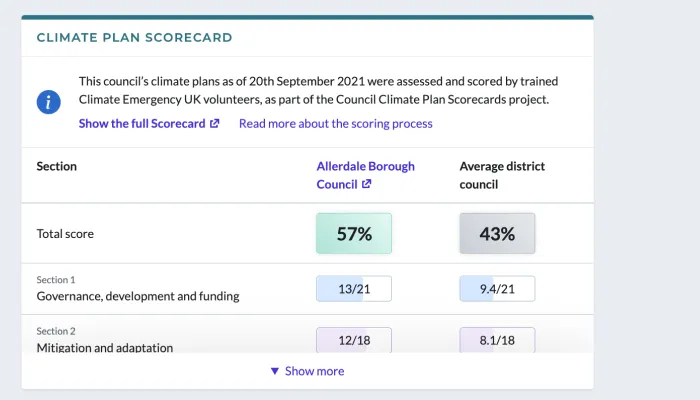 CLIMATE PLAN SCORECARD
This council's climate plans as of 20th September 2021 were assessed and scored by trained
Climate Emergency UK volunteers, as part of the Council Climate Plan Scorecards project.
Show the full Scorecard Read more about the scoring process
Section Allerdale Borough Council Average district council
Total score 57% 43%
Section 1
Governance, development and funding 13/21 9.4/21
Section 2
Mitigation and adaptation 12/18 8.1/18
Show more